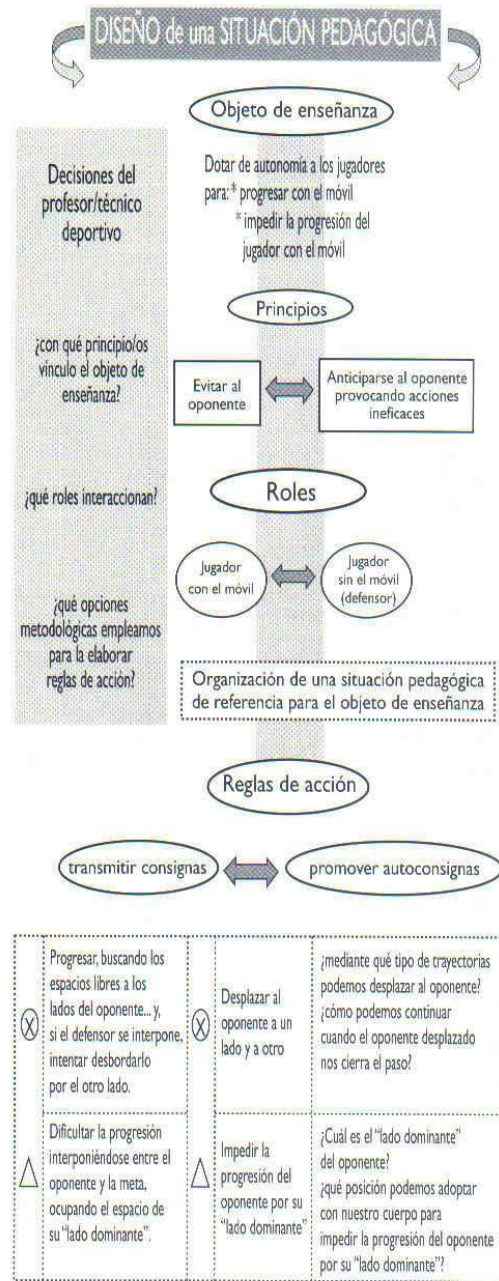 DISEÑO de una SITUACIÓN PEDAGÓGICA
Objeto de enseñanza
Decisiones del
profesor/técnico
deportivo
Dotar de autonomía a los jugadores
para: * progresar con el móvil
* impedir la progresión del
jugador con el móvil
Principios
¿con qué principio/os
vinculo el objeto de
enseñanza?
Evitar al
oponente
Anticiparse al oponente
provocando acciones
ineficaces
¿qué roles interaccionan?
Roles
Jugador
con el móvil
Jugador
sin el móvil
(defensor)
¿qué opciones
metodológicas empleamos
para la elaborar
reglas de acción?
Organización de una situación pedagógica
de referencia para el objeto de enseñanza
Reglas de acción
transmitir consignas
promover autoconsignas
X
Progresar, buscando los
espacios libres a los
lados del oponente... y,
si el defensor se interpone,
intentar desbordarlo
por el otro lado.
X
Desplazar al
oponente a un
lado y a otro
¿mediante qué tipo de trayectorias
podemos desplazar al oponente?
¿cómo podemos continuar
cuando el oponente desplazado
nos cierra el paso?
Dificultar la progresión
interponiéndose entre el
oponente y la meta,
ocupando el espacio de
su "lado dominante".
Impedir la
progresión del
oponente por su
"lado dominante"
¿Cuál es el "lado dominante"
del oponente?
¿qué posición podemos adoptar
con nuestro cuerpo para
impedir la progresión del oponente
por su "lado dominante"?